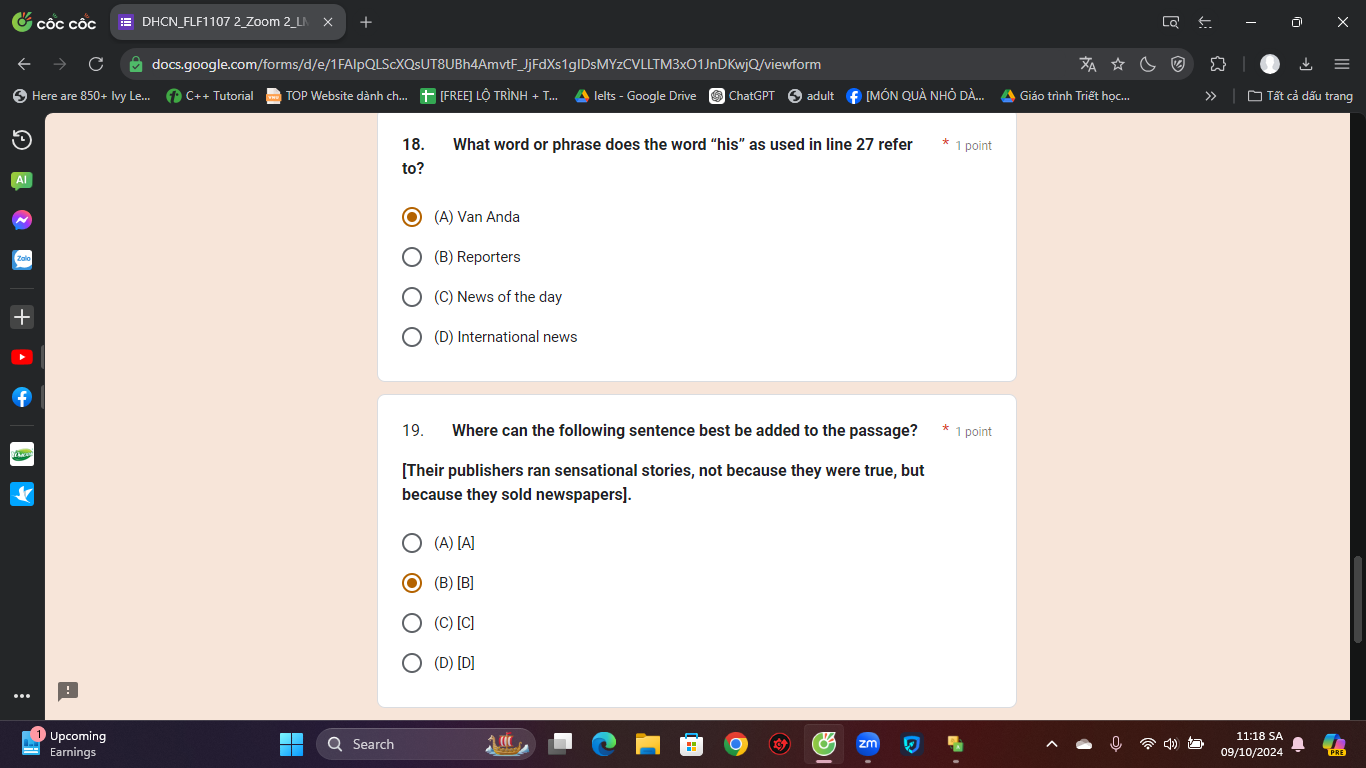 cốc cốc
DHCN_FLF1107 2_Zoom 2_LM
docs.google.com/forms/d/e/1FAIpQLScXQsUT8UBh4AmvtF_JjFdXs1gIDsMYzCVLLTM3xO1JnDKwjQ/viewform
Here are 850+ Ivy Le...
C++ Tutorial
TOP Website dành ch...
[FREE] LỘ TRÌNH + T...
Ielts - Google Drive
ChatGPT
adult
[MÓN QUÀ NHỎ DÀ...
Giáo trình Triết học...
Tất cả dấu trang
AI
Zalo
18. What word or phrase does the word “his” as used in line 27 refer * 1 point
to?
(A) Van Anda
(B) Reporters
(C) News of the day
(D) International news
19. Where can the following sentence best be added to the passage? * 1 point
[Their publishers ran sensational stories, not because they were true, but
because they sold newspapers].
(A) [A]
(B) [B]
(C) [C]
(D) [D]
1
Upcoming
Earnings
Search
zm
11:18 SA
09/10/2024
PRE